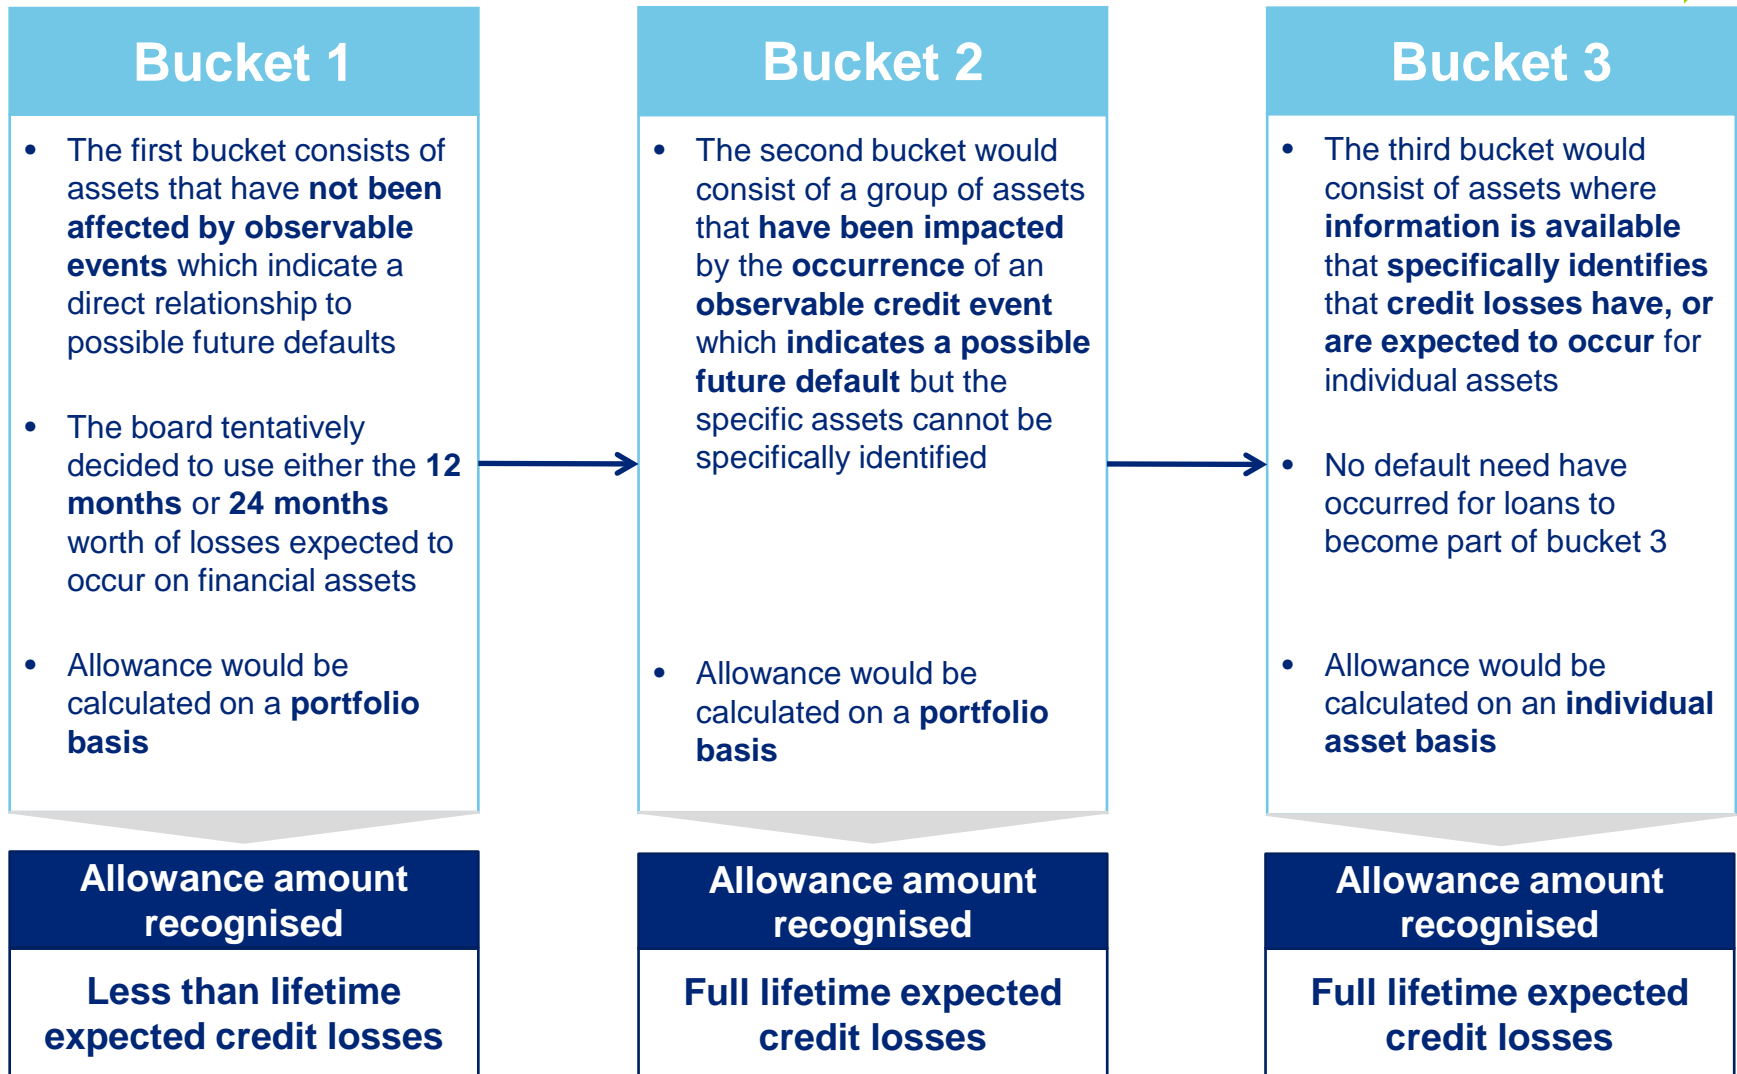 Bucket 1
• The first bucket consists of
assets that have not been
affected by observable
events which indicate a
direct relationship to
possible future defaults
• The board tentatively
decided to use either the 12
months or 24 months
worth of losses expected to
occur on financial assets
• Allowance would be
calculated on a portfolio
basis
Allowance amount
recognised
Less than lifetime
expected credit losses
Bucket 2
• The second bucket would
consist of a group of assets
that have been impacted
by the occurrence of an
observable credit event
which indicates a possible
future default but the
specific assets cannot be
specifically identified
• Allowance would be
calculated on a portfolio
basis
Allowance amount
recognised
Full lifetime expected
credit losses
Bucket 3
• The third bucket would
consist of assets where
information is available
that specifically identifies
that credit losses have, or
are expected to occur for
individual assets
• No default need have
occurred for loans to
become part of bucket 3
• Allowance would be
calculated on an individual
asset basis
Allowance amount
recognised
Full lifetime expected
credit losses